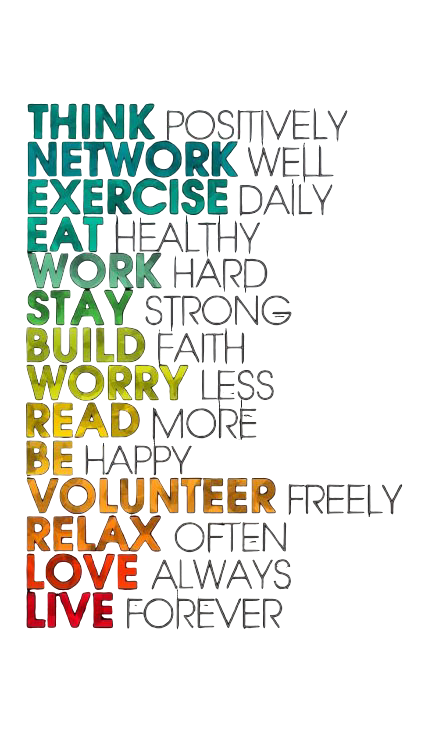 THINK POSITIVELY
NETWORK WELL
EXERCISE DAILY
EAT HEALTHY
WORK HARD
STAY STRONG
BUILD FAITH
WORRY LESS
READ MORE
BE HAPPY
VOLUNTEER FREELY
RELAX OFTEN
LOVE ALWAYS
LIVE FOREVER